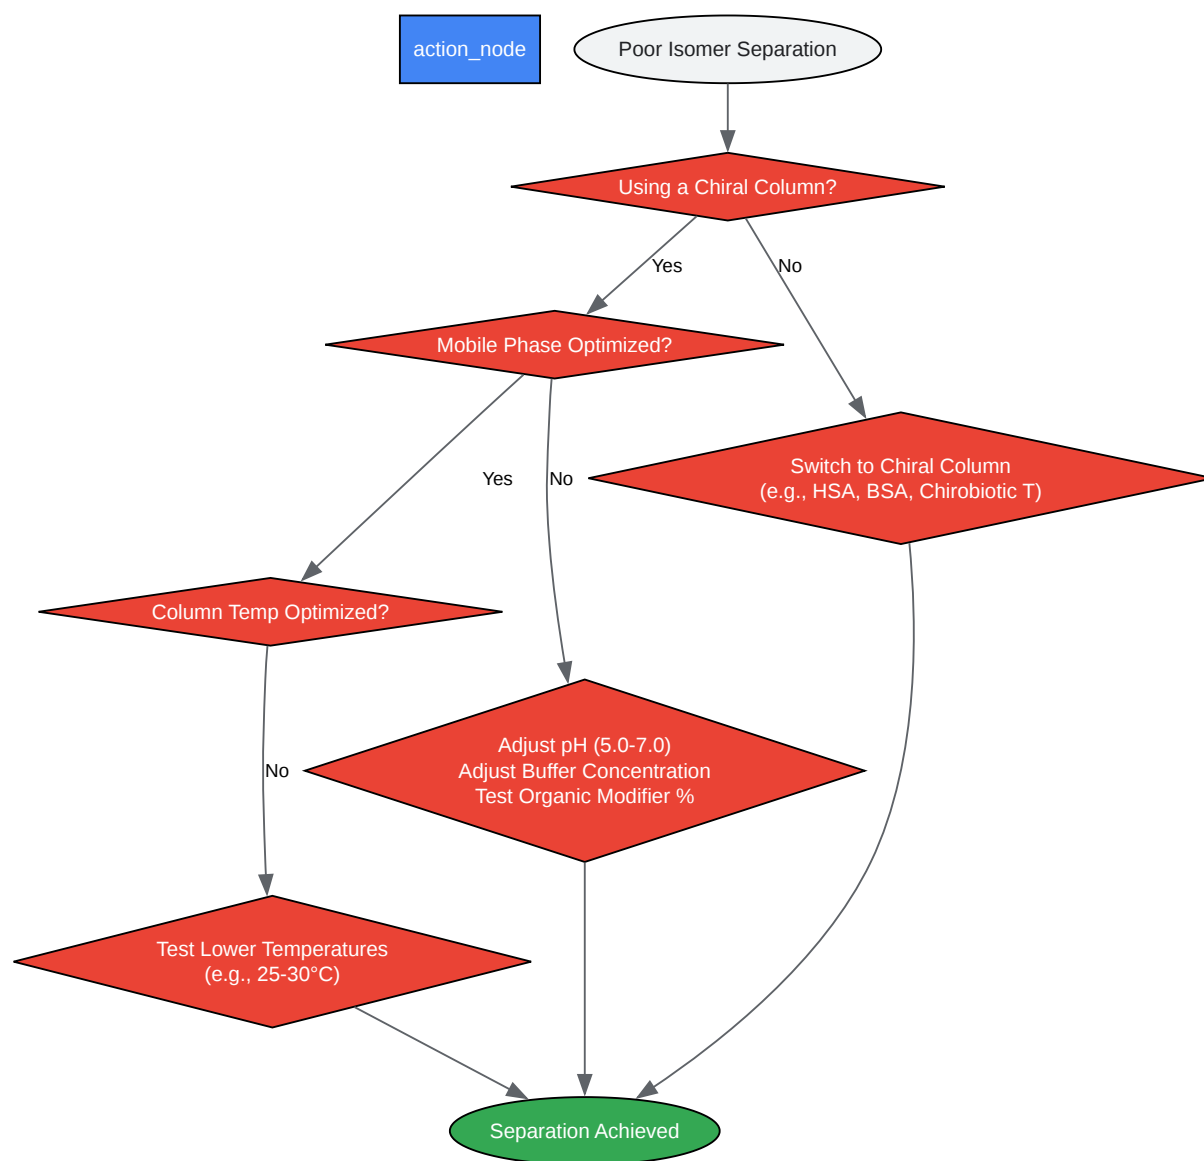 action_node
Poor Isomer Separation
Using a Chiral Column?
Yes
No
Mobile Phase Optimized?
Switch to Chiral Column
(e.g., HSA, BSA, Chirobiotic T)
Yes
No
Column Temp Optimized?
Adjust pH (5.0-7.0)
Adjust Buffer Concentration
Test Organic Modifier %
No
Test Lower Temperatures
(e.g., 25-30°C)
Separation Achieved